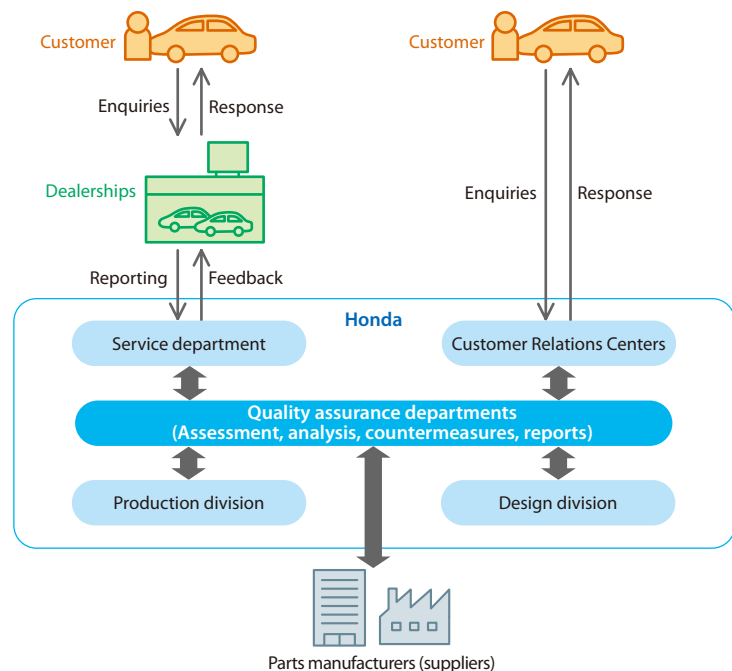 Customer
Customer
Enquiries
Response
Dealerships
Enquiries
Response
Reporting
Feedback
Honda
Service department
Customer Relations Centers
Quality assurance departments
(Assessment, analysis, countermeasures, reports)
Production division
Design division
Parts manufacturers (suppliers)